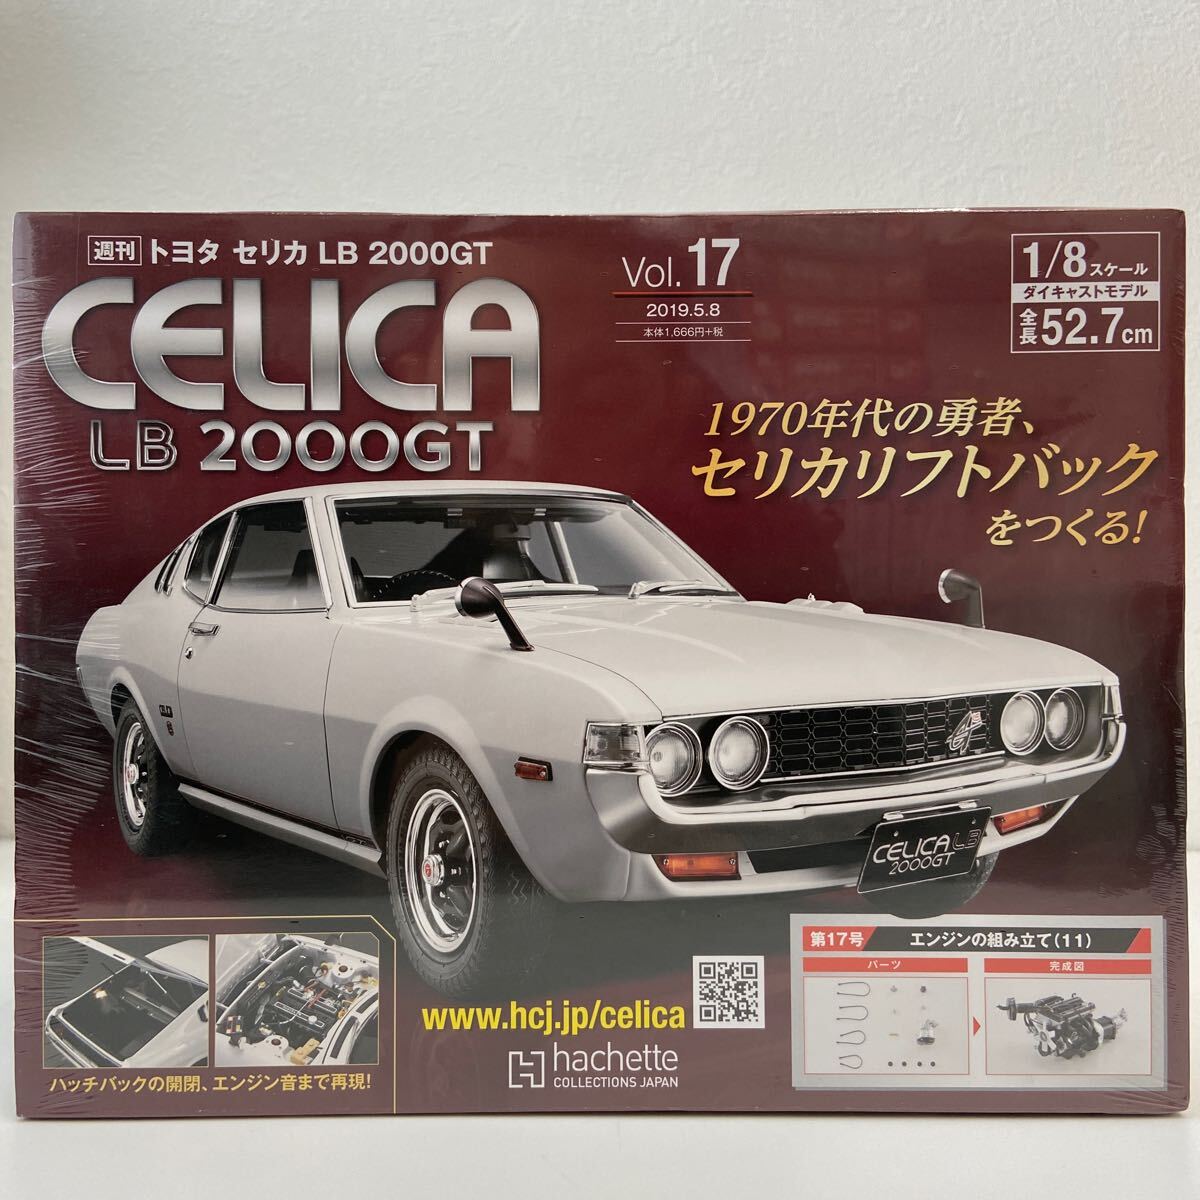 週刊 トヨタ セリカ LB 2000GT
CELICA
LB 2000GT
Vol. 17
2019.5.8
本体1,666円+税
1/8スケール
ダイキャストモデル
全長52.7cm
1970年代の勇者、
セリカリフトバック
をつくる!
CELICA LB
2000GT
ハッチバックの開閉、エンジン音まで再現!
www.hcj.jp/celica
hachette
COLLECTIONS JAPAN
第17号 エンジンの組み立て(11)
パーツ
完成図